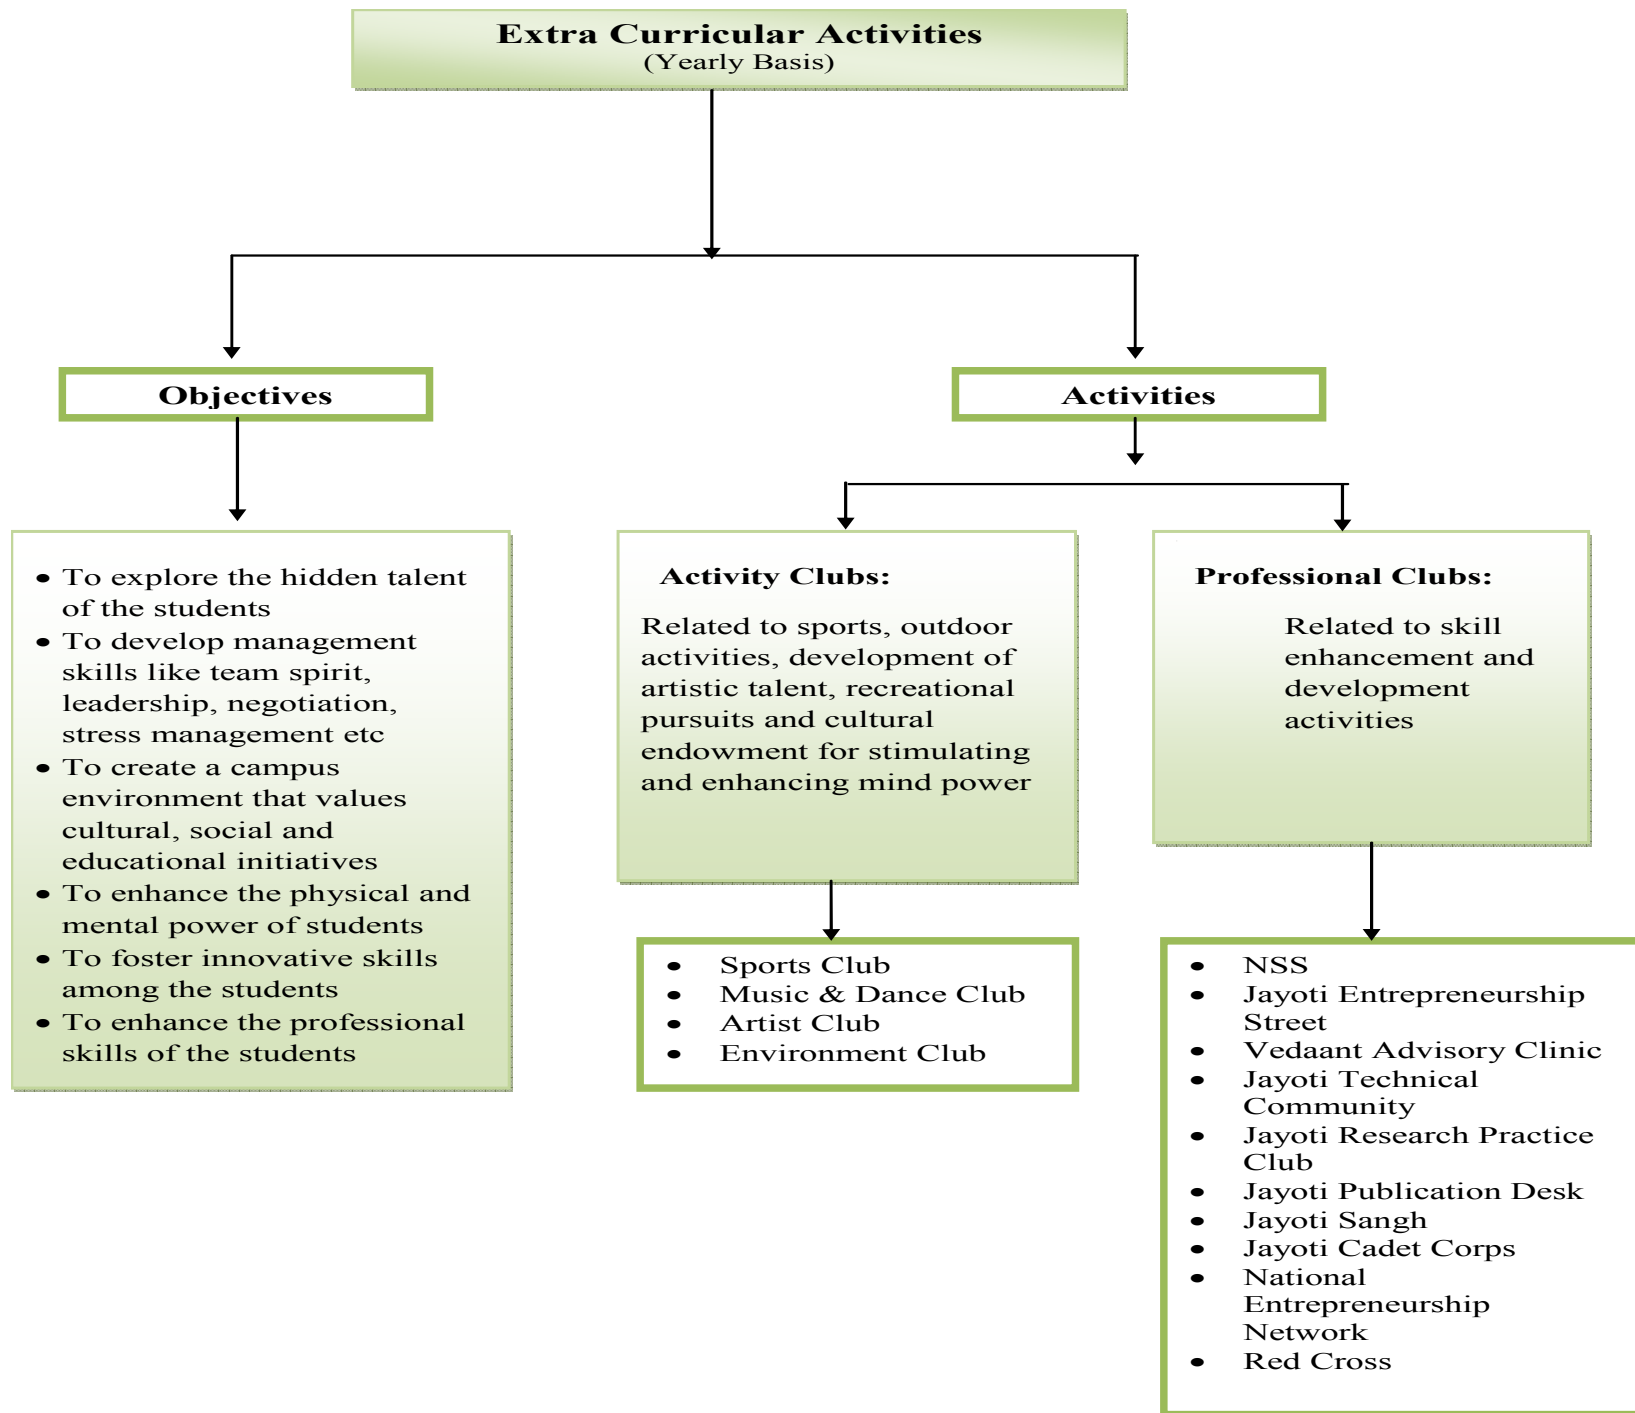 Extra Curricular Activities
(Yearly Basis)
Objectives
Activities
• To explore the hidden talent
of the students
• To develop management
skills like team spirit,
leadership, negotiation,
stress management etc
• To create a campus
environment that values
cultural, social and
educational initiatives
• To enhance the physical and
mental power of students
• To foster innovative skills
among the students
• To enhance the professional
skills of the students
Activity Clubs:
Related to sports, outdoor
activities, development of
artistic talent, recreational
pursuits and cultural
endowment for stimulating
and enhancing mind power
Professional Clubs:
Related to skill
enhancement and
development
activities
• Sports Club
• Music & Dance Club
• Artist Club
• Environment Club
• NSS
• Jayoti Entrepreneurship
Street
• Vedaant Advisory Clinic
• Jayoti Technical
Community
• Jayoti Research Practice
Club
• Jayoti Publication Desk
• Jayoti Sangh
• Jayoti Cadet Corps
• National
Entrepreneurship
Network
• Red Cross